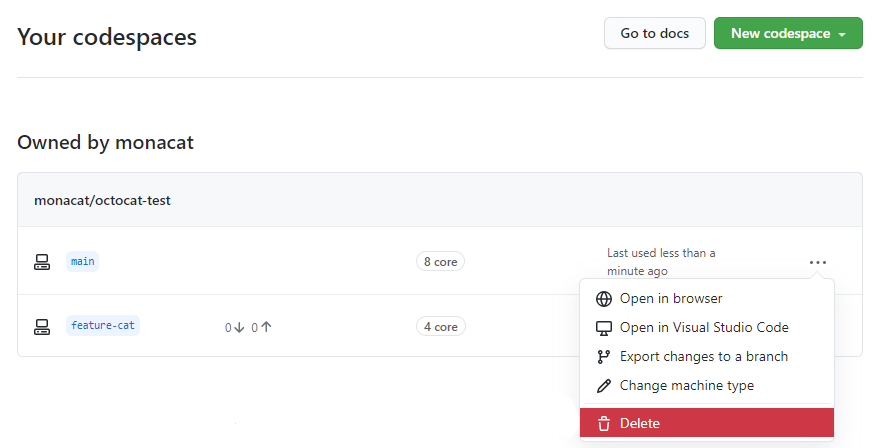 Your codespaces
Go to docs
New codespace
Owned by monacat
monacat/octocat-test
main
8 core
Last used less than a
minute ago
feature-cat
0↓ 0↑
4 core
Open in browser
Open in Visual Studio Code
Export changes to a branch
Change machine type
Delete